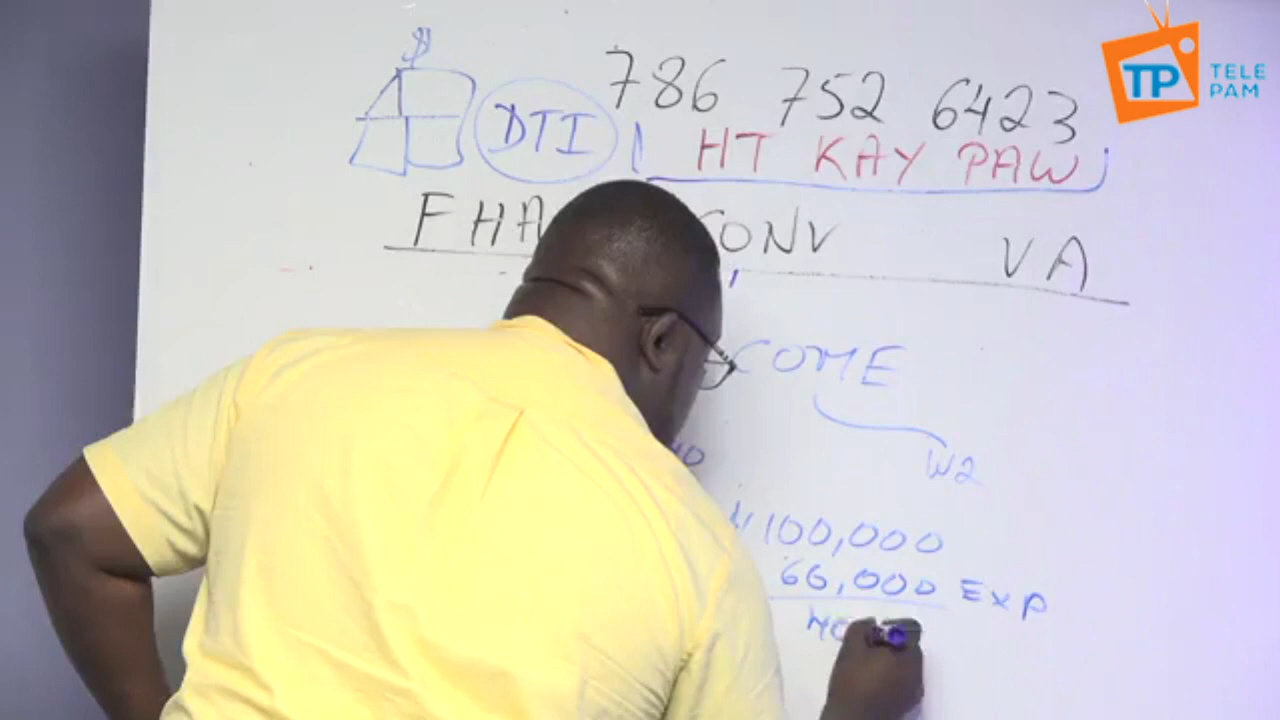 $
786 752 6423
TP TELE PAM
DTI
HT KAY PAW
FHA CONV VA
COME
W2
100,000
60,000 EXP